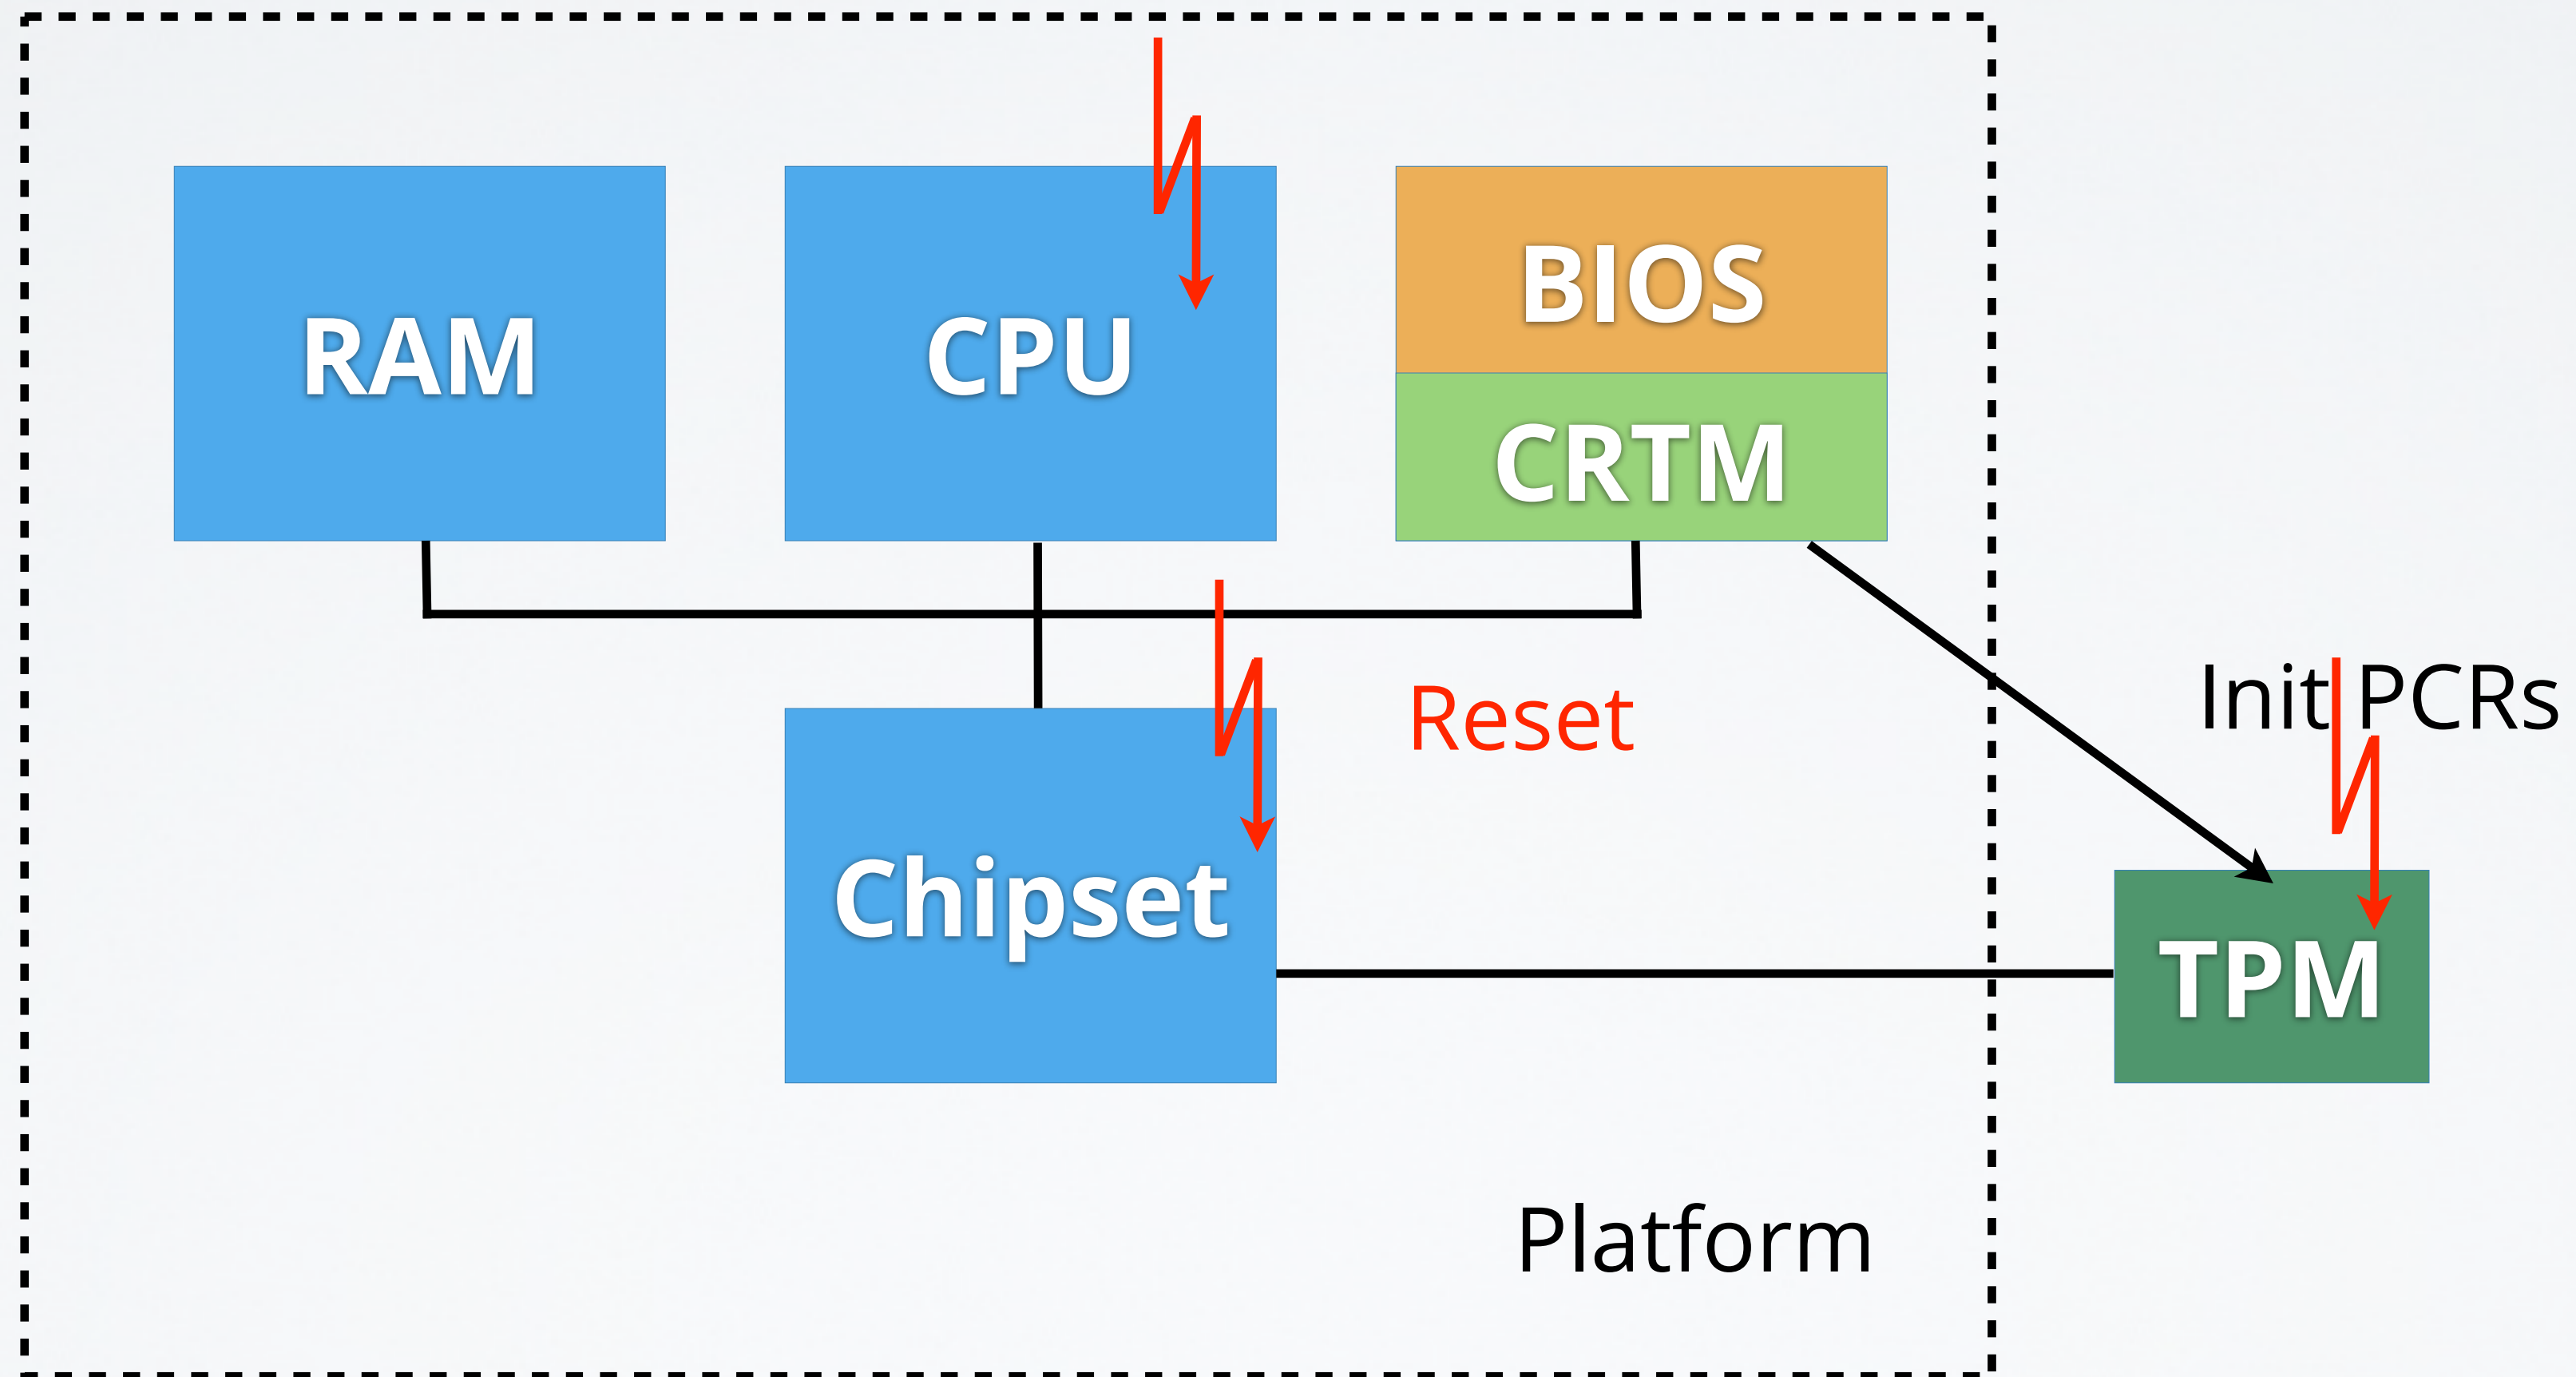 RAM
CPU
BIOS
CRTM
Reset
Init PCRs
Chipset
TPM
Platform